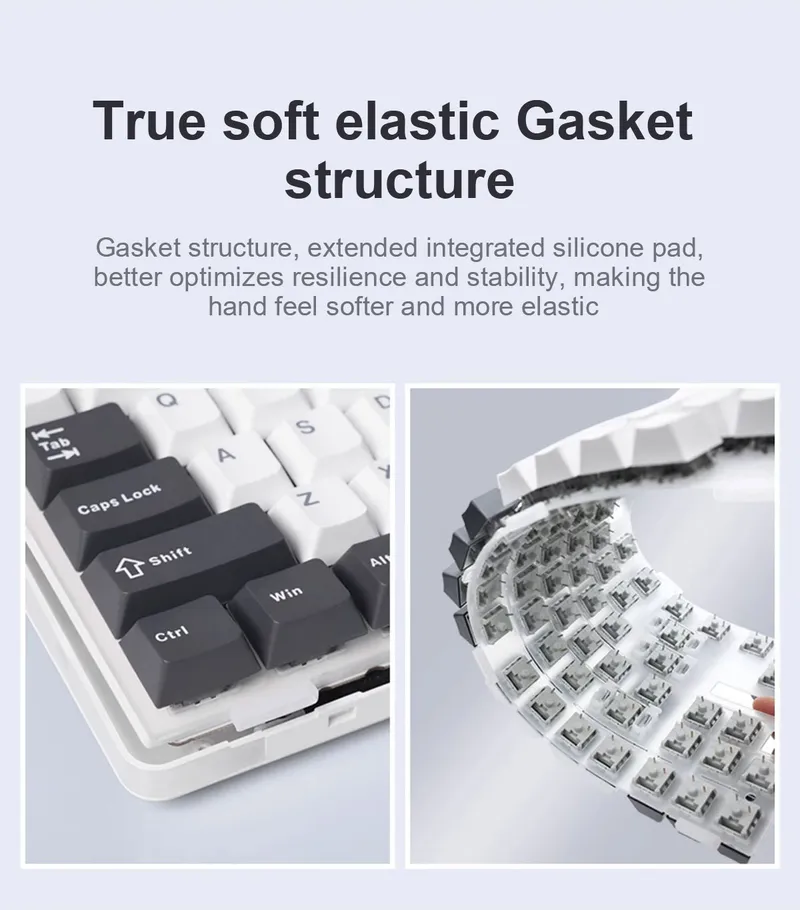 True soft elastic Gasket
structure
Gasket structure, extended integrated silicone pad,
better optimizes resilience and stability, making the
hand feel softer and more elastic
Q
Tab
S
D
A
Caps Lock
Z
X
Shift
Alt
Win
Ctrl